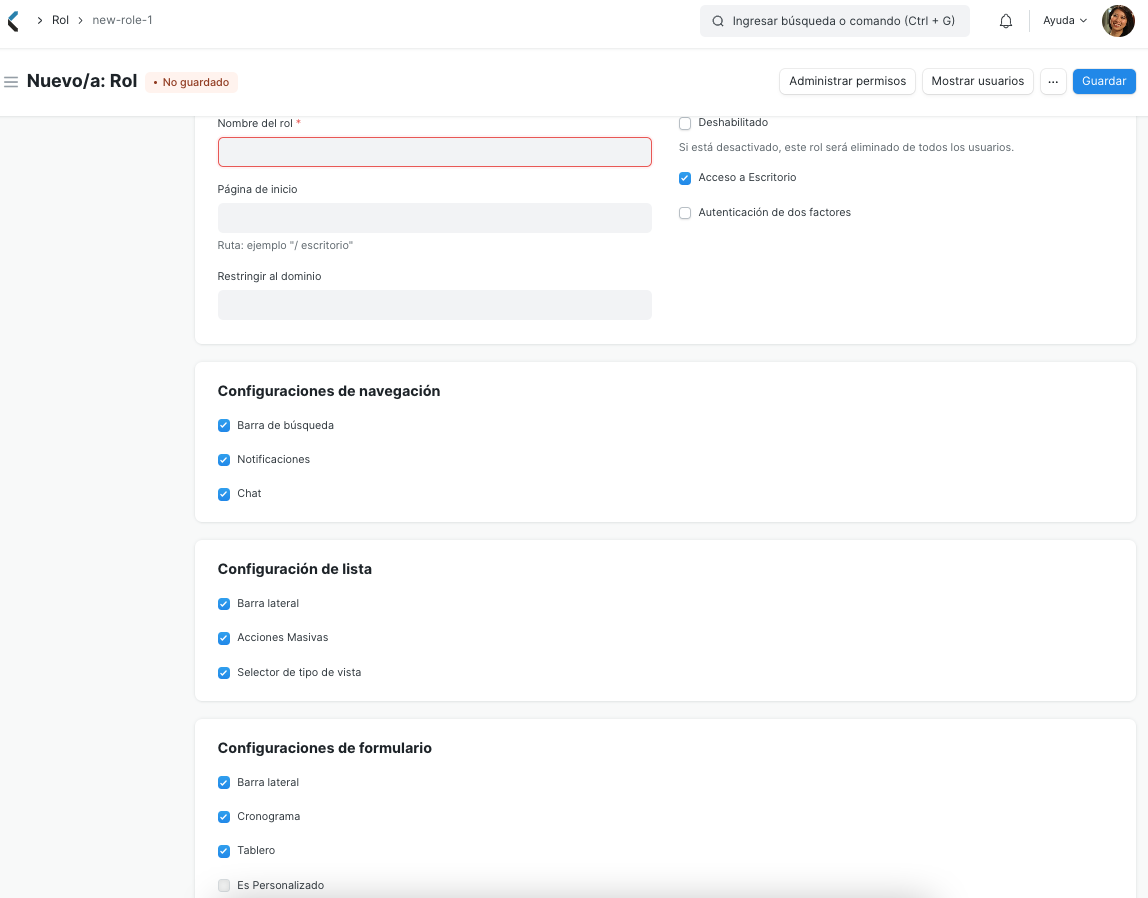 Rol
new-role-1
Ingresar búsqueda o comando (Ctrl + G)
Ayuda
Nuevo/a: Rol
• No guardado
Administrar permisos
Mostrar usuarios
...
Guardar
Nombre del rol *
Página de inicio
Ruta: ejemplo "/ escritorio"
Restringir al dominio
Deshabilitado
Si está desactivado, este rol será eliminado de todos los usuarios.
Acceso a Escritorio
Autenticación de dos factores
Configuraciones de navegación
Barra de búsqueda
Notificaciones
Chat
Configuración de lista
Barra lateral
Acciones Masivas
Selector de tipo de vista
Configuraciones de formulario
Barra lateral
Cronograma
Tablero
Es Personalizado